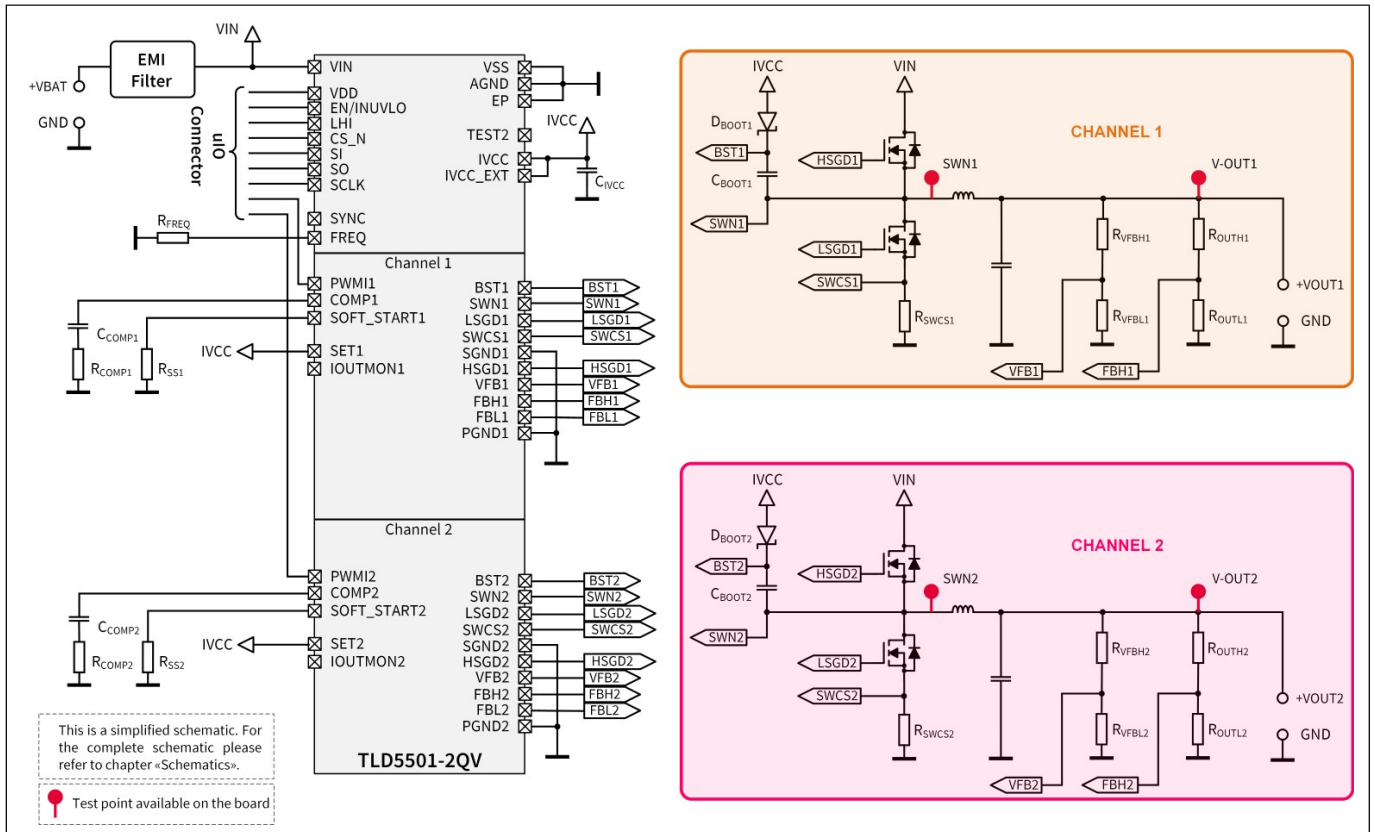 VIN
EMI
Filter
+VBAT
GND
uIO
Connector
VIN
VDD
EN/INUVLO
LHI
CS_N
SI
SO
SCLK
SYNC
FREQ
RFREQ
VSS
AGND
EP
TEST2
IVCC
IVCC_EXT
IVCC
CIVCC
Channel 1
PWMI1
COMP1
SOFT_START1
SET1
IOUTMON1
CCOMP1
RCOMP1
RSS1
IVCC
BST1 BST1
SWN1 SWN1
LSGD1 LSGD1
SWCS1 SWCS1
SGND1
HSGD1 HSGD1
VFB1 VFB1
FBH1 FBH1
FBL1 FBL1
PGND1
Channel 2
PWMI2
COMP2
SOFT_START2
SET2
IOUTMON2
CCOMP2
RCOMP2
RSS2
IVCC
BST2 BST2
SWN2 SWN2
LSGD2 LSGD2
SWCS2 SWCS2
SGND2
HSGD2 HSGD2
VFB2 VFB2
FBH2 FBH2
FBL2 FBL2
PGND2
TLD5501-2QV
This is a simplified schematic. For
the complete schematic please
refer to chapter «Schematics».
Test point available on the board
IVCC
VIN
CHANNEL 1
DBOOT1
BST1
HSGD1
CBOOT1
SWN1
V-OUT1
SWN1
LSGD1
SWCS1
RSWCS1
RVFBH1
ROUTH1
RVFBL1
ROUTL1
+VOUT1
GND
VFB1
FBH1
IVCC
VIN
CHANNEL 2
DBOOT2
BST2
HSGD2
CBOOT2
SWN2
V-OUT2
SWN2
LSGD2
SWCS2
RSWCS2
RVFBH2
ROUTH2
RVFBL2
ROUTL2
+VOUT2
GND
VFB2
FBH2